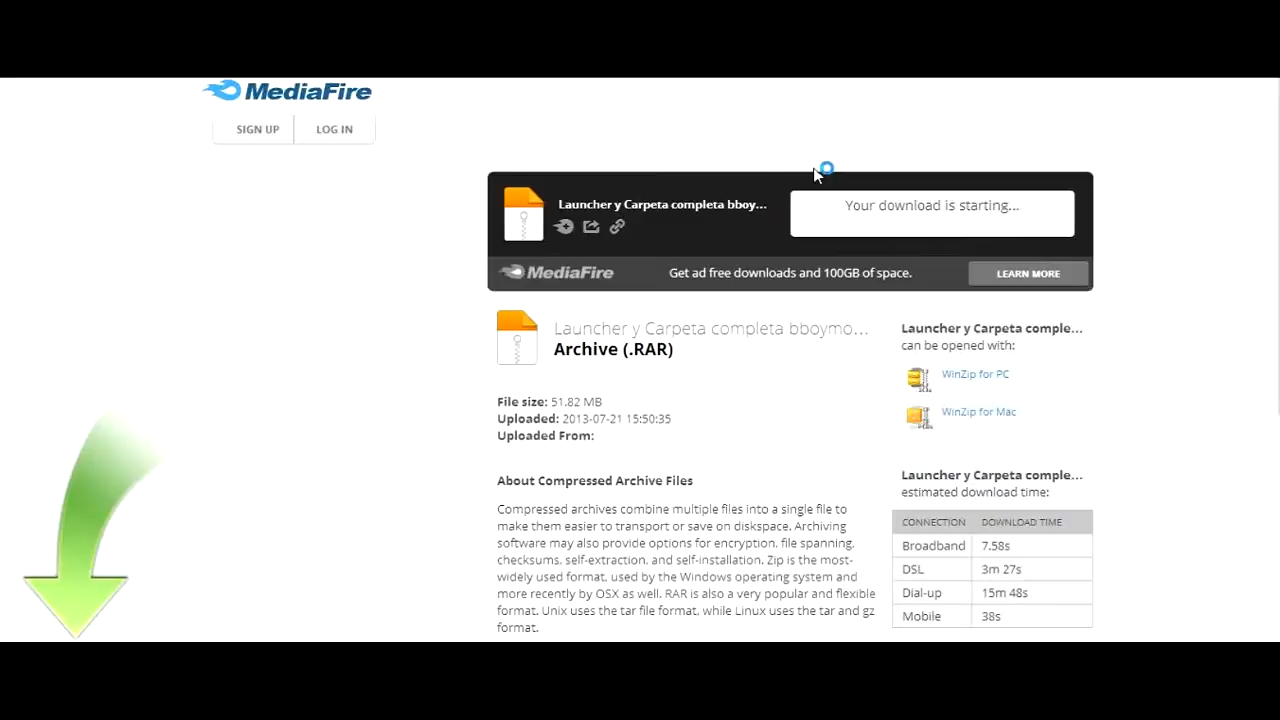 MediaFire
SIGN UP
LOG IN
Launcher y Carpeta completa bboy...
Your download is starting...
MediaFire
Get ad free downloads and 100GB of space.
LEARN MORE
Launcher y Carpeta completa bboymo...
Archive (.RAR)
File size: 51.82 MB
Uploaded: 2013-07-21 15:50:35
Uploaded From:
About Compressed Archive Files
Compressed archives combine multiple files into a single file to
make them easier to transport or save on diskspace. Archiving
software may also provide options for encryption, file spanning,
checksums, self-extraction, and self-installation. Zip is the most-
widely used format, used by the Windows operating system and
more recently by OSX as well. RAR is also a very popular and flexible
format. Unix uses the tar file format, while Linux uses the tar and gz
format.
Launcher y Carpeta comple...
can be opened with:
WinZip for PC
WinZip for Mac
Launcher y Carpeta comple...
estimated download time:
CONNECTION DOWNLOAD TIME
Broadband 7.58s
DSL 3m 27s
Dial-up 15m 48s
Mobile 38s